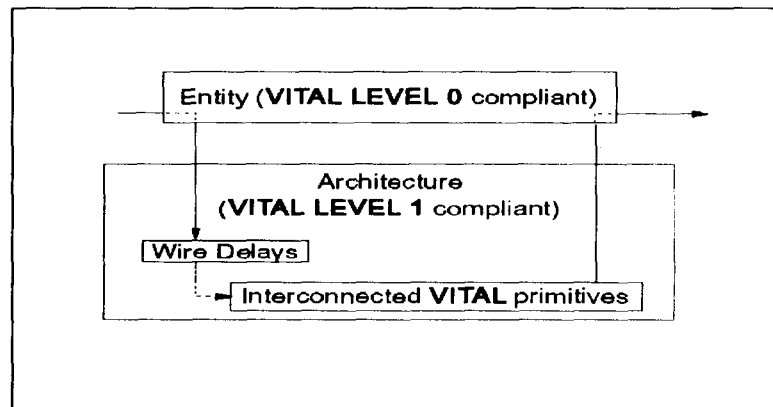 Entity (VITAL LEVEL 0 compliant)
Architecture
(VITAL LEVEL 1 compliant)
Wire Delays
Interconnected VITAL primitives